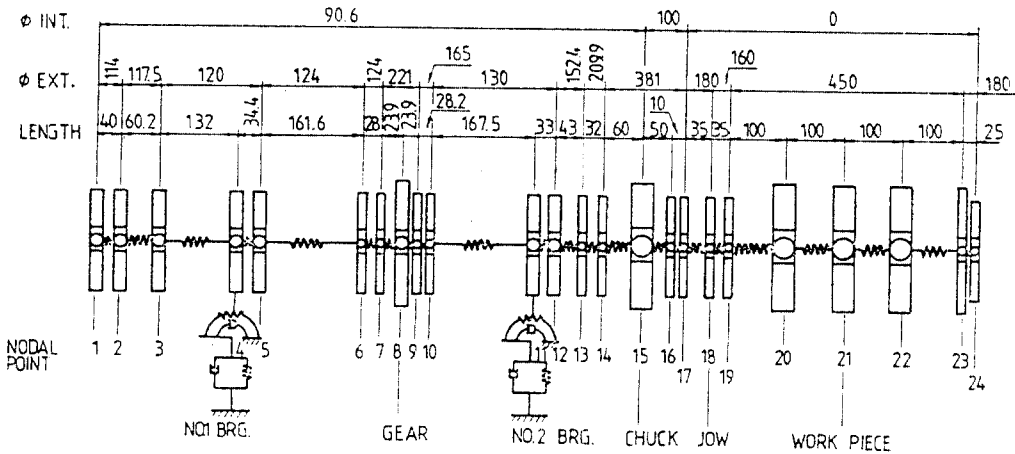 φ INT. 90.6 100 0
φ EXT. 114 117.5 120 124 124 221 165 130 152.4 209.9 381 180 160 450 180
LENGTH 40 60.2 132 34.4 161.6 28 23.9 23.9 28.2 167.5 33 43 32 60 50 10 35 35 100 100 100 100 25
NODAL POINT 1 2 3 4 5 6 7 8 9 10 12 13 14 15 16 17 18 19 20 21 22 23 24
NO.1 BRG. GEAR NO.2 BRG. CHUCK JOW WORK PIECE